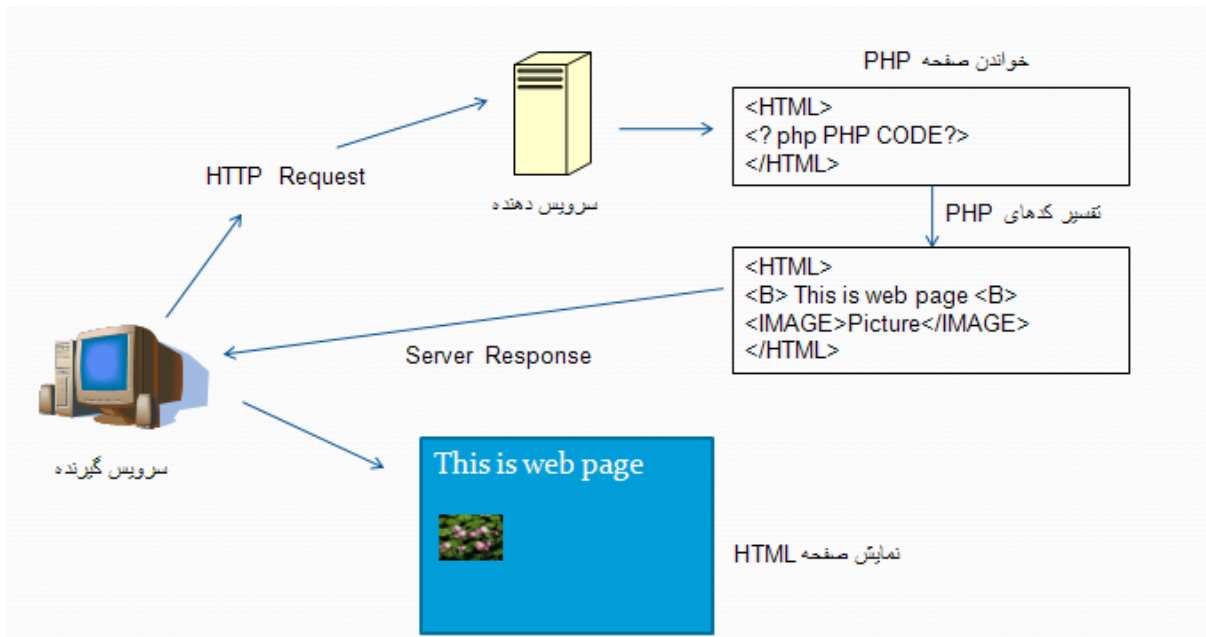 خواندن صفحه PHP
<HTML>
<? php PHP CODE?>
</HTML>
HTTP Request
سرویس دهنده
تفسیر کدهای PHP
<HTML>
<B> This is web page <B>
<IMAGE>Picture</IMAGE>
</HTML>
Server Response
سرویس گیرنده
This is web page
نمایش صفحه HTML